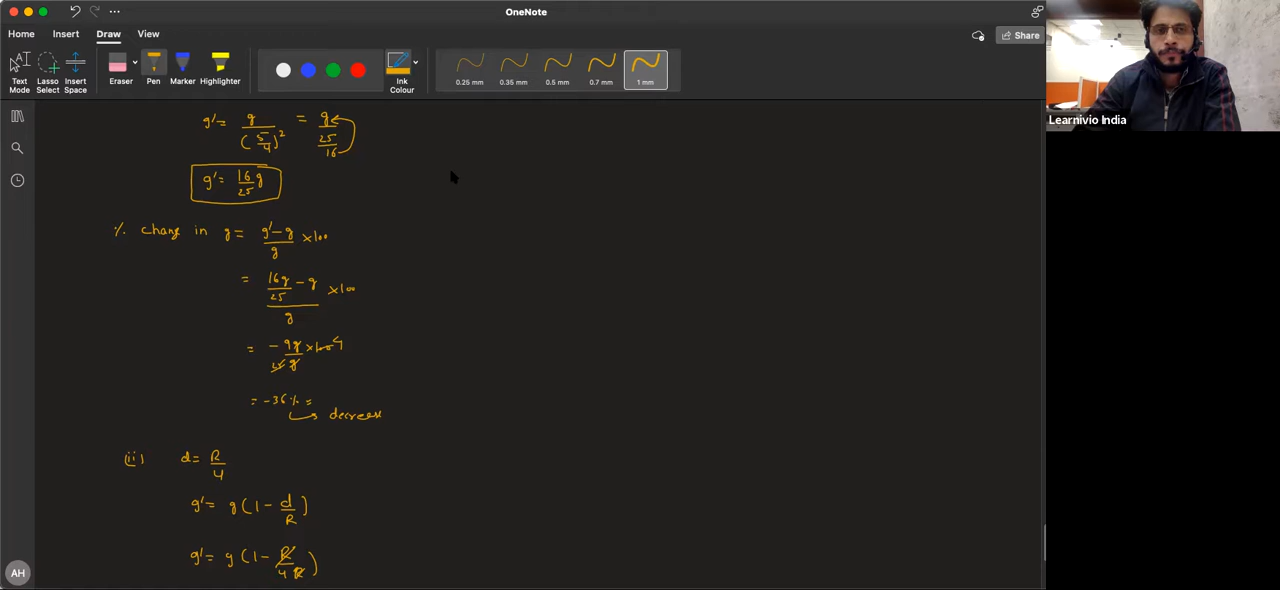 OneNote
Home Insert Draw View
Share
Text Mode
Lasso Select
Insert Space
Eraser
Pen
Marker
Highlighter
Ink Colour
0.25 mm
0.35 mm
0.5 mm
0.7 mm
1 mm
Learnivio India
g' = g/(5/4)² = g/(25/16)
g' = 16/25 g
% change in g = (g' - g)/g × 100
= (16g/25 - g)/g × 100
= -9g/25g × 100 4
= -36% =
decrease
(ii) d = R/4
g' = g(1 - d/R)
g' = g(1 - R/4R)
AH